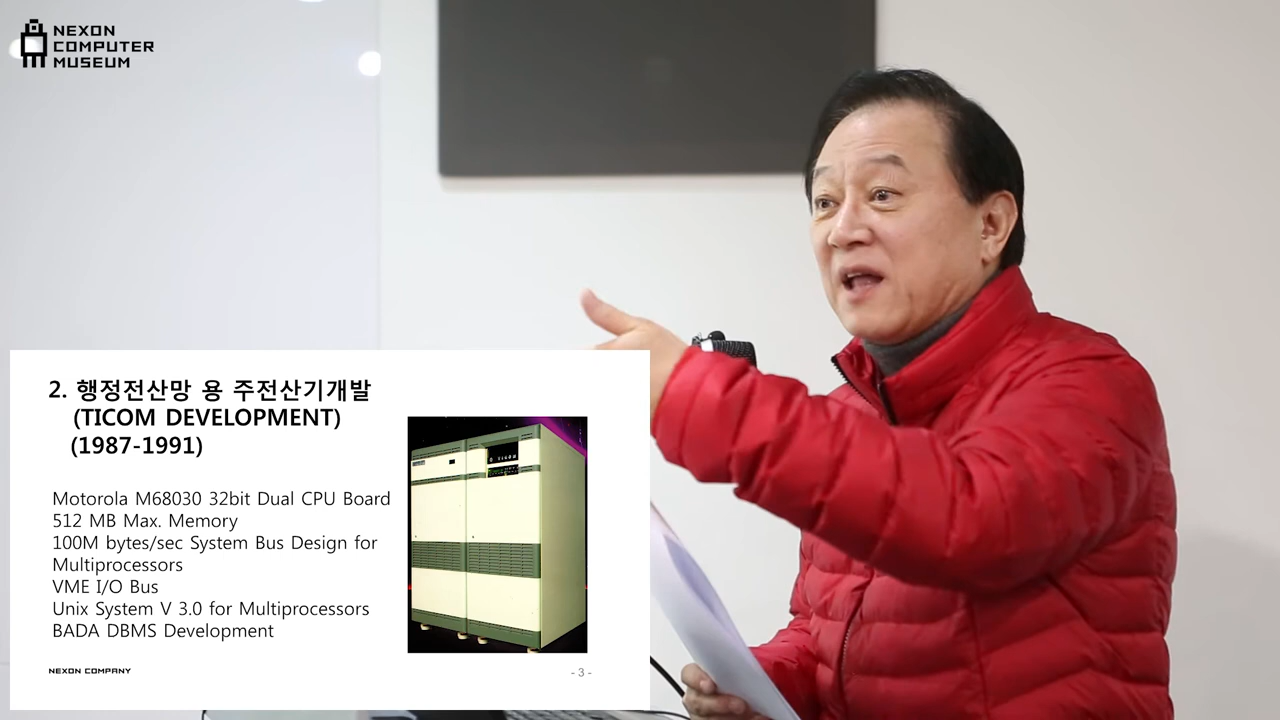 NEXON
COMPUTER
MUSEUM
2. 행정전산망 용 주전산기개발
(TICOM DEVELOPMENT)
(1987-1991)
Motorola M68030 32bit Dual CPU Board
512 MB Max. Memory
100M bytes/sec System Bus Design for
Multiprocessors
VME I/O Bus
Unix System V 3.0 for Multiprocessors
BADA DBMS Development
NEXON COMPANY
- 3 -